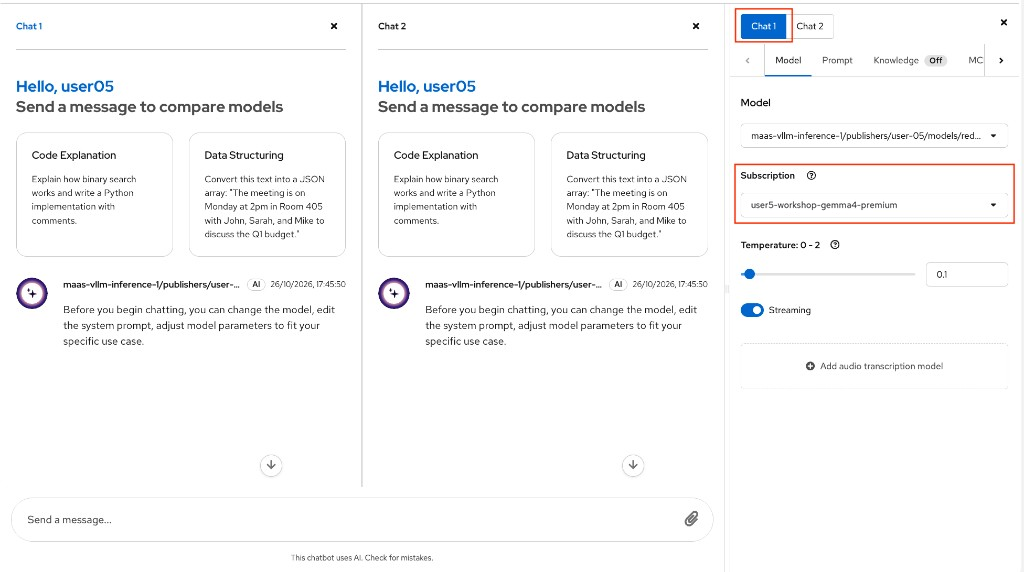 Chat 1
Hello, user05
Send a message to compare models
Code Explanation
Explain how binary search
works and write a Python
implementation with
comments.
Data Structuring
Convert this text into a JSON
array: "The meeting is on
Monday at 2pm in Room 405
with John, Sarah, and Mike to
discuss the Q1 budget."
maas-vllm-inference-1/publishers/user-... AI 26/10/2026, 17:45:50
Before you begin chatting, you can change the model, edit
the system prompt, adjust model parameters to fit your
specific use case.
Chat 2
Hello, user05
Send a message to compare models
Code Explanation
Explain how binary search
works and write a Python
implementation with
comments.
Data Structuring
Convert this text into a JSON
array: "The meeting is on
Monday at 2pm in Room 405
with John, Sarah, and Mike to
discuss the Q1 budget."
maas-vllm-inference-1/publishers/user-... AI 26/10/2026, 17:45:50
Before you begin chatting, you can change the model, edit
the system prompt, adjust model parameters to fit your
specific use case.
Send a message...
This chatbot uses AI. Check for mistakes.
Chat 1 Chat 2
Model Prompt Knowledge Off MC
Model
maas-vllm-inference-1/publishers/user-05/models/red...
Subscription
user5-workshop-gemma4-premium
Temperature: 0 - 2
0.1
Streaming
Add audio transcription model